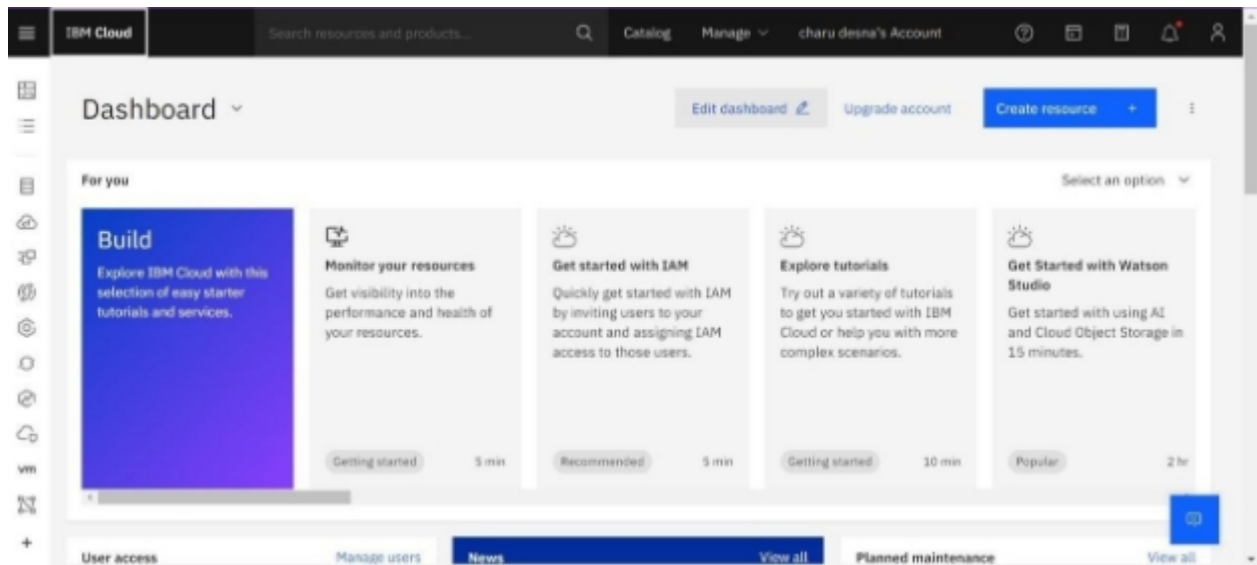 IBM Cloud
Search resources and products...
Catalog
Manage
charu desna's Account
Dashboard
Edit dashboard
Upgrade account
Create resource +
For you
Select an option
Build
Explore IBM Cloud with this
selection of easy starter
tutorials and services.
Monitor your resources
Get visibility into the
performance and health of
your resources.
Getting started
5 min
Get started with IAM
Quickly get started with IAM
by inviting users to your
account and assigning IAM
access to those users.
Recommended
5 min
Explore tutorials
Try out a variety of tutorials
to get you started with IBM
Cloud or help you with more
complex scenarios.
Getting started
10 min
Get Started with Watson
Studio
Get started with using AI
and Cloud Object Storage in
15 minutes.
Popular
2 hr
vm
+
User access
Manage users
News
View all
Planned maintenance
View all